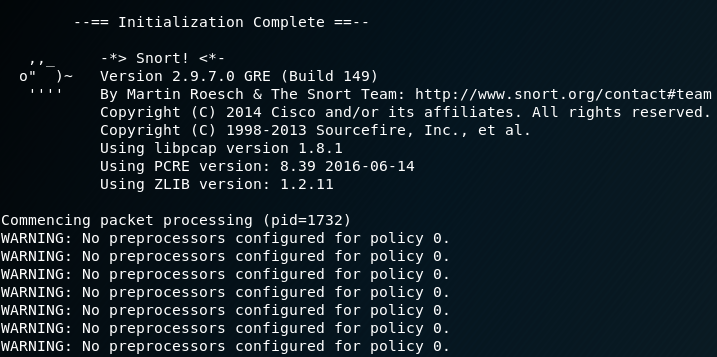 --== Initialization Complete ==--
,,_     -*> Snort! <*-
o"  )~   Version 2.9.7.0 GRE (Build 149)
''''    By Martin Roesch & The Snort Team: http://www.snort.org/contact#team
Copyright (C) 2014 Cisco and/or its affiliates. All rights reserved.
Copyright (C) 1998-2013 Sourcefire, Inc., et al.
Using libpcap version 1.8.1
Using PCRE version: 8.39 2016-06-14
Using ZLIB version: 1.2.11
Commencing packet processing (pid=1732)
WARNING: No preprocessors configured for policy 0.
WARNING: No preprocessors configured for policy 0.
WARNING: No preprocessors configured for policy 0.
WARNING: No preprocessors configured for policy 0.
WARNING: No preprocessors configured for policy 0.
WARNING: No preprocessors configured for policy 0.
WARNING: No preprocessors configured for policy 0.